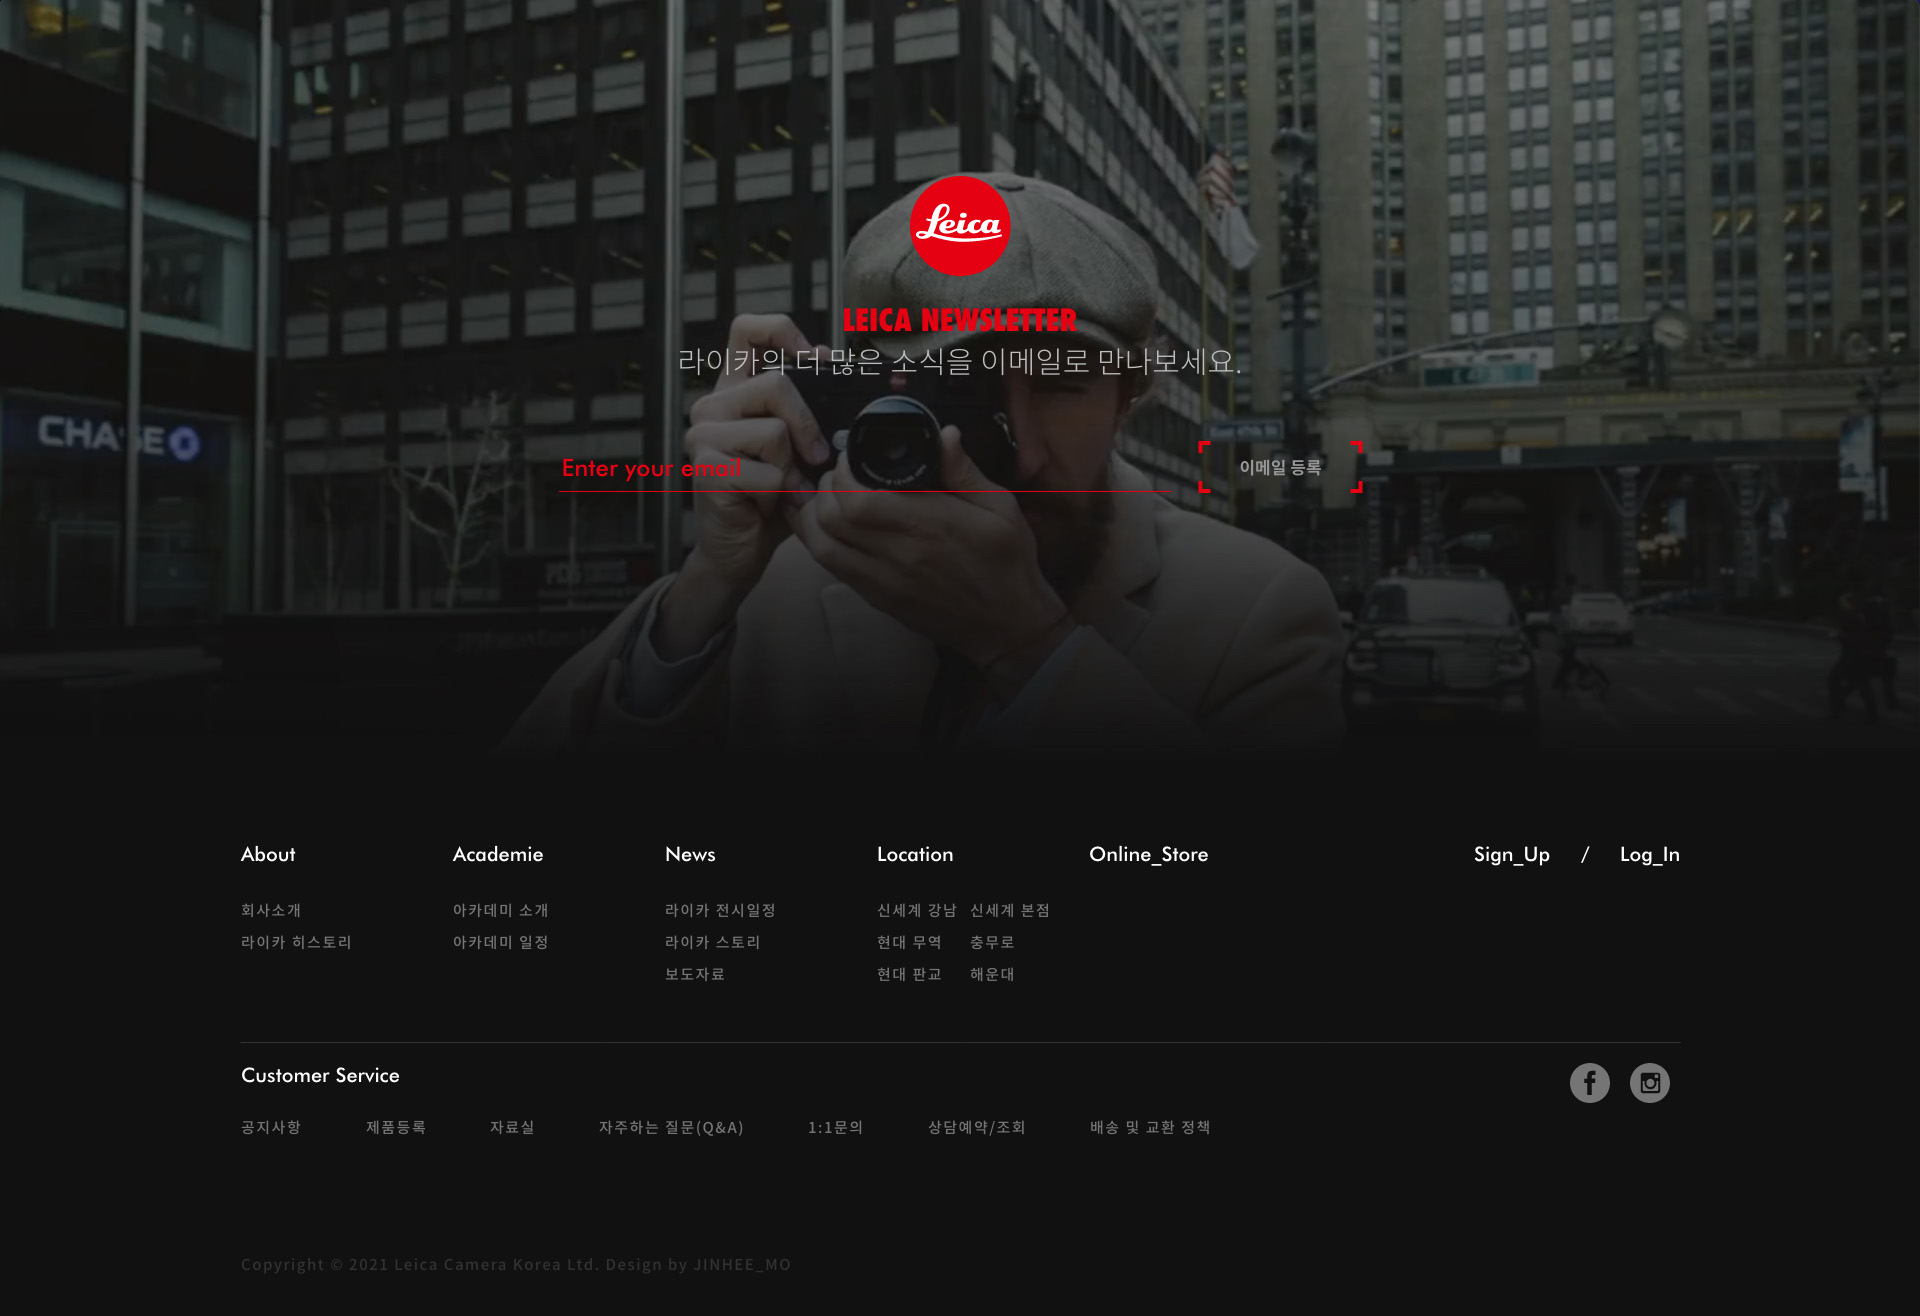 Leica
LEICA NEWSLETTER
라이카의 더 많은 소식을 이메일로 만나보세요.
CHASE
Enter your email
이메일 등록
About
Academie
News
Location
Online_Store
Sign_Up / Log_In
회사소개
아카데미 소개
라이카 전시일정
신세계 강남 신세계 본점
라이카 히스토리
아카데미 일정
라이카 스토리
현대 무역 충무로
보도자료
현대 판교 해운대
Customer Service
공지사항
제품등록
자료실
자주하는 질문(Q&A)
1:1문의
상담예약/조회
배송 및 교환 정책
Copyright © 2021 Leica Camera Korea Ltd. Design by JINHEE_MO